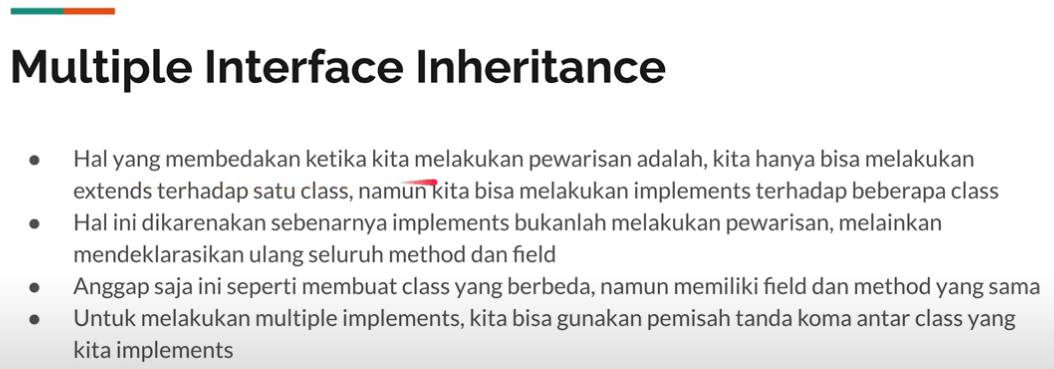 Multiple Interface Inheritance
● Hal yang membedakan ketika kita melakukan pewarisan adalah, kita hanya bisa melakukan
extends terhadap satu class, namun kita bisa melakukan implements terhadap beberapa class
● Hal ini dikarenakan sebenarnya implements bukanlah melakukan pewarisan, melainkan
mendeklarasikan ulang seluruh method dan field
● Anggap saja ini seperti membuat class yang berbeda, namun memiliki field dan method yang sama
● Untuk melakukan multiple implements, kita bisa gunakan pemisah tanda koma antar class yang
kita implements